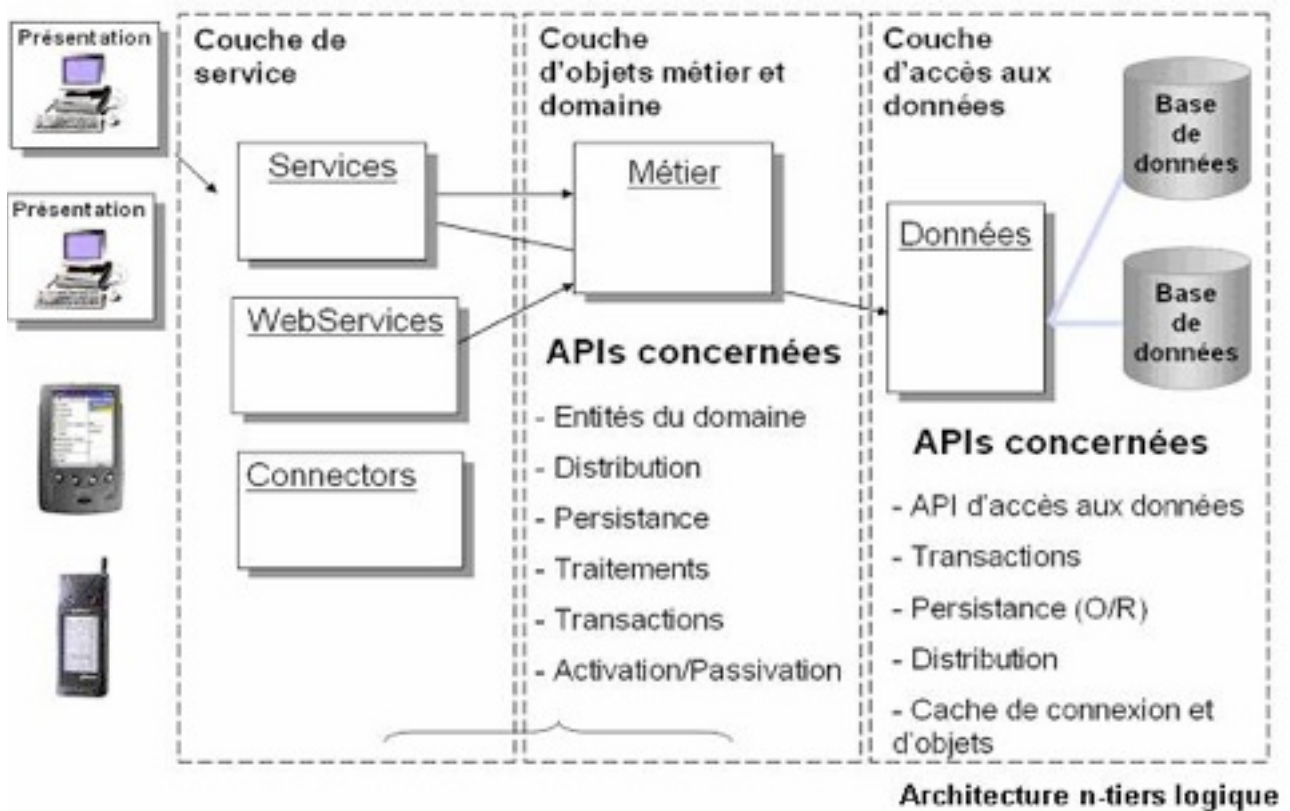 Présentation
Présentation
Couche de
service
Services
WebServices
Connectors
Couche
d'objets métier et
domaine
Métier
APIs concernées
- Entités du domaine
- Distribution
- Persistance
- Traitements
- Transactions
- Activation/Passivation
Couche
d'accès aux
données
Données
Base
de
données
Base
de
données
APIs concernées
- API d'accès aux données
- Transactions
- Persistance (O/R)
- Distribution
- Cache de connexion et
d'objets
Architecture n-tiers logique